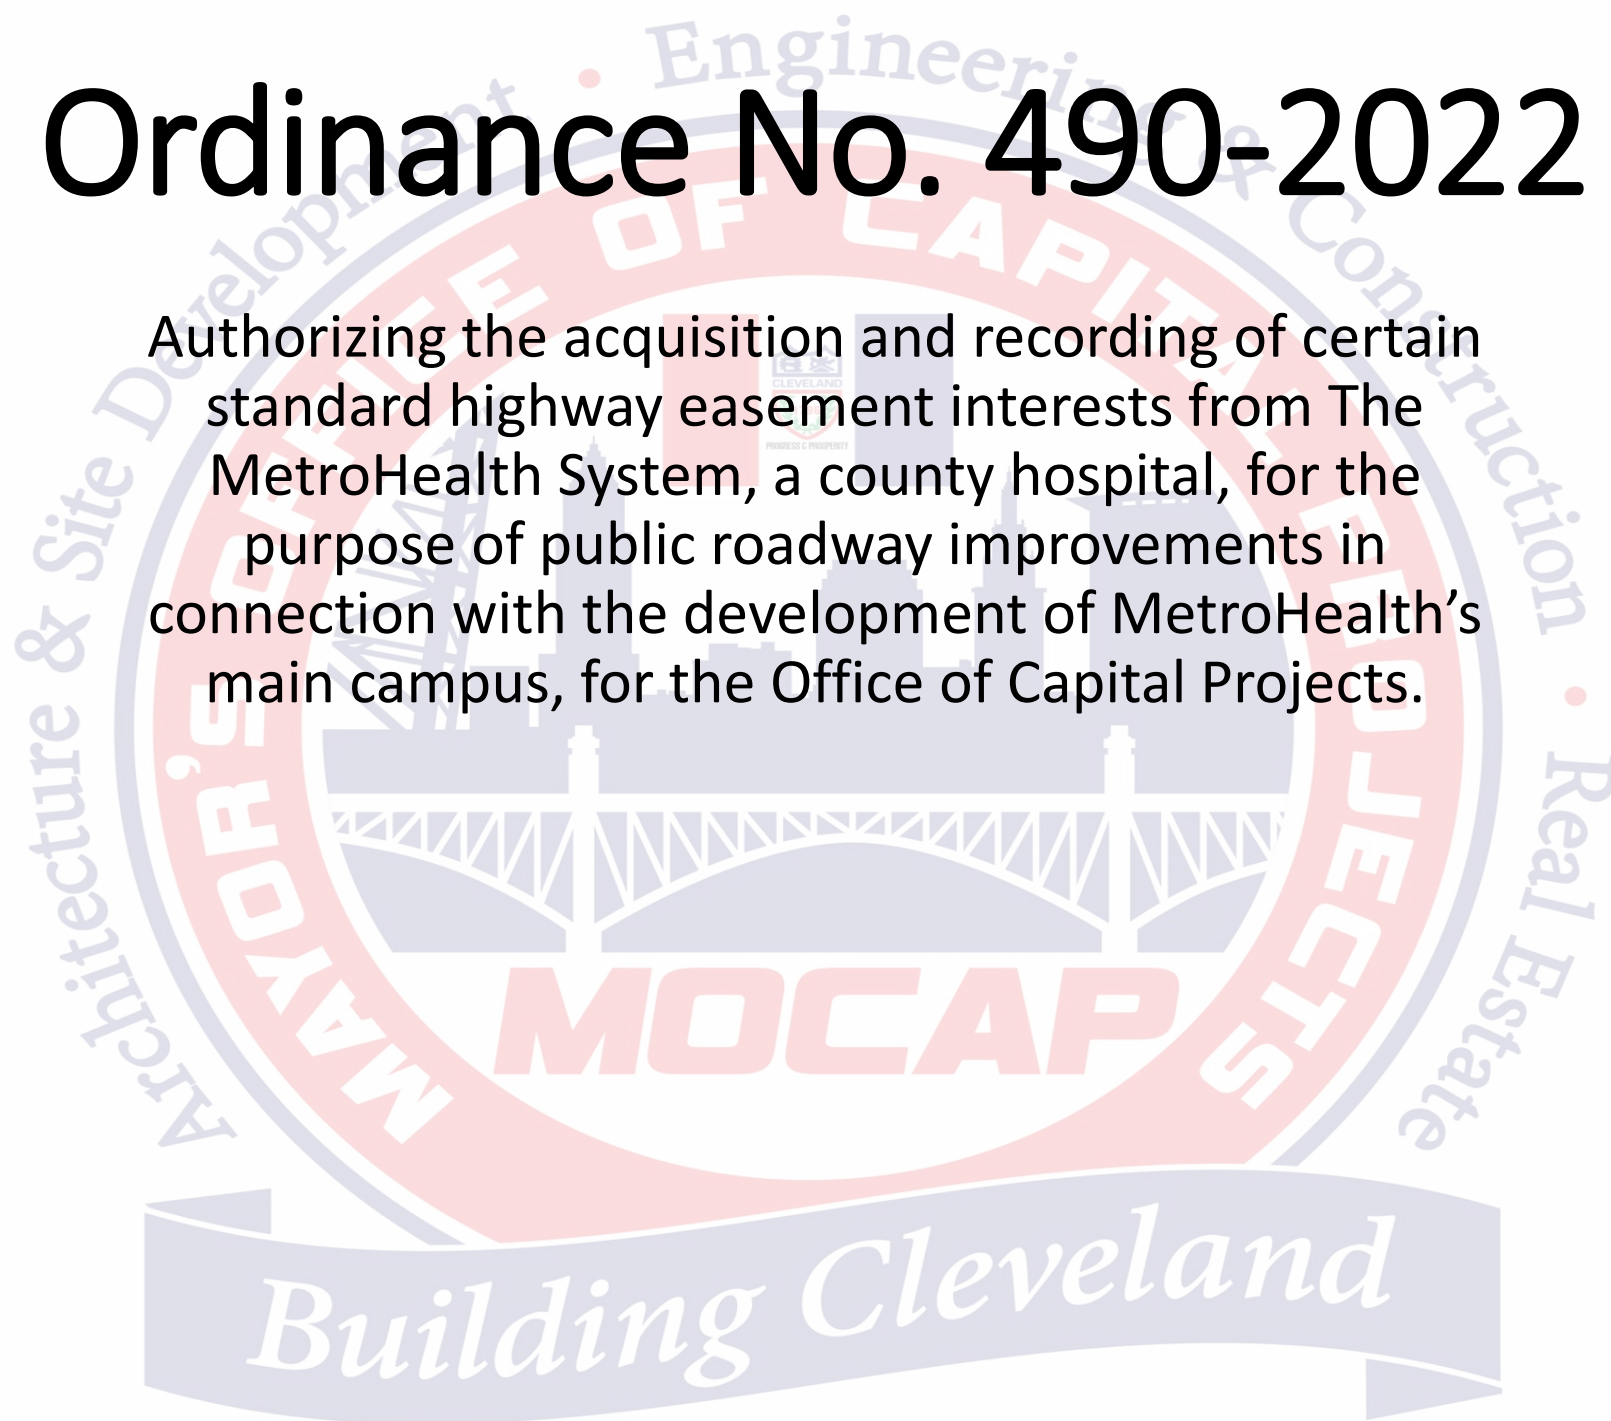 Ordinance No. 490-2022
Authorizing the acquisition and recording of certain
standard highway easement interests from The
MetroHealth System, a county hospital, for the
purpose of public roadway improvements in
connection with the development of MetroHealth’s
main campus, for the Office of Capital Projects.
Architecture & Site Development • Engineering & Construction • Real Estate
MAYOR’S OFFICE OF CAPITAL PROJECTS
CLEVELAND
PROGRESS & PROSPERITY
MOCAP
Building Cleveland